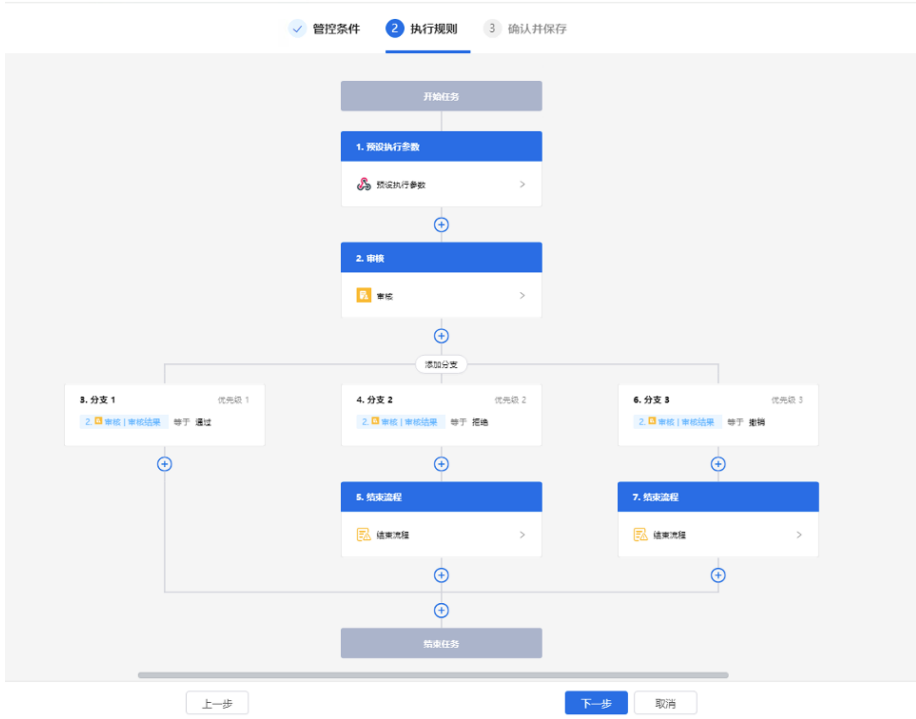 管控条件 2 执行规则 3 确认并保存
开始任务
1. 预设执行参数
预设执行参数
2. 审核
审核
添加分支
3. 分支 1 优先级 1
2. 审核 | 审核结果 等于 通过
4. 分支 2 优先级 2
2. 审核 | 审核结果 等于 拒绝
6. 分支 3 优先级 3
2. 审核 | 审核结果 等于 撤销
5. 结束流程
结束流程
7. 结束流程
结束流程
结束任务
上一步 下一步 取消